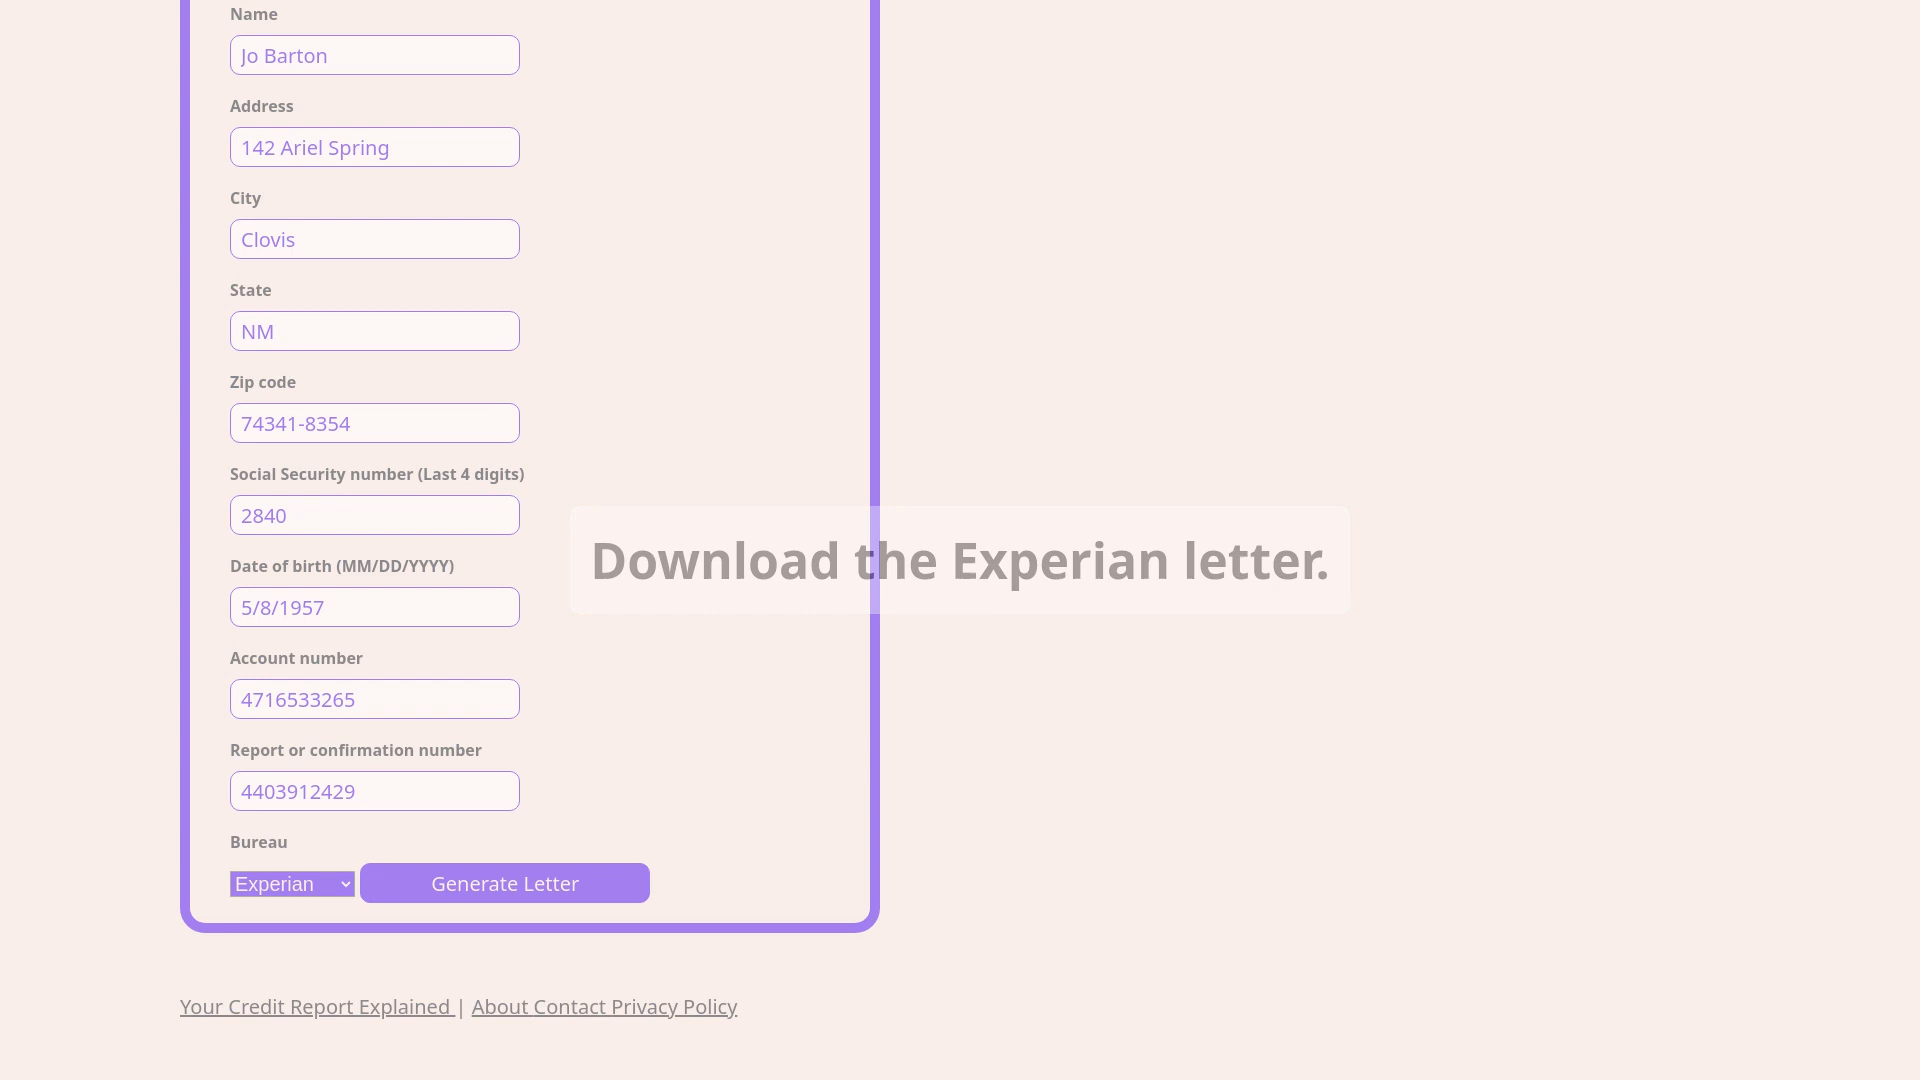 Name
Jo Barton
Address
142 Ariel Spring
City
Clovis
State
NM
Zip code
74341-8354
Social Security number (Last 4 digits)
2840
Date of birth (MM/DD/YYYY)
5/8/1957
Account number
4716533265
Report or confirmation number
4403912429
Bureau
Experian
Generate Letter
Download the Experian letter.
Your Credit Report Explained | About Contact Privacy Policy